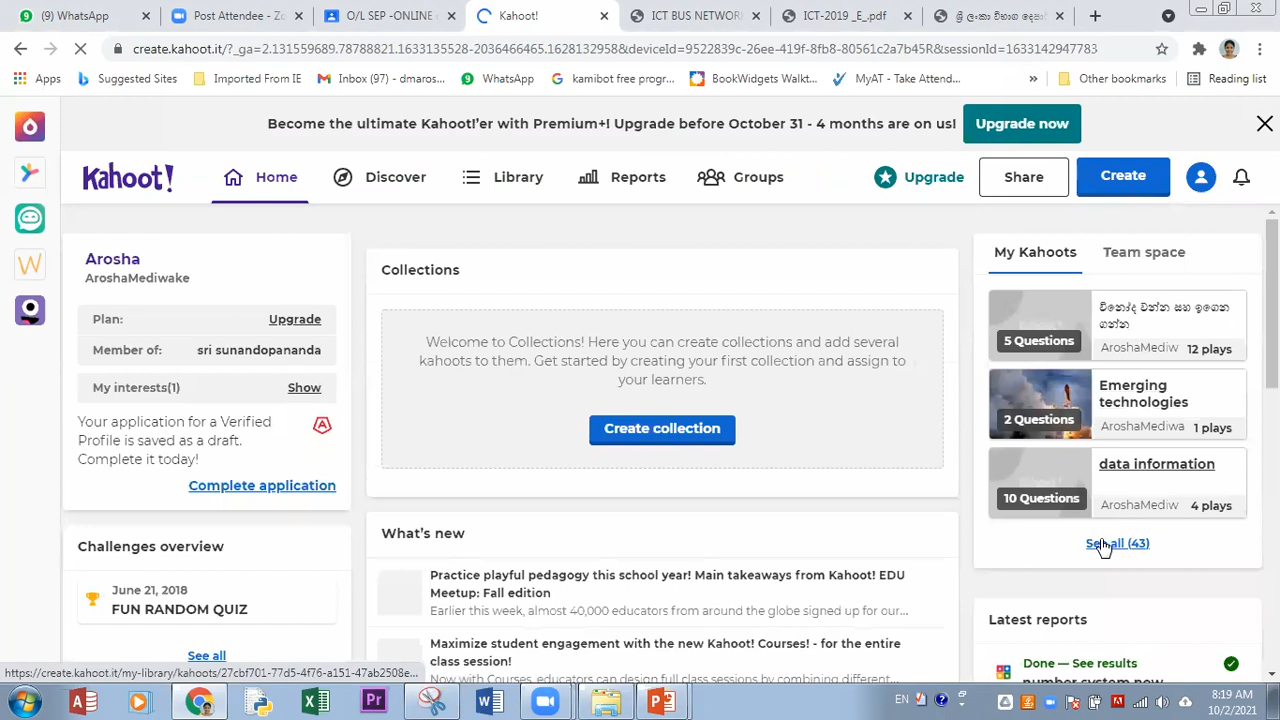 (9) WhatsApp
Post Attendee - Zo
O/L SEP -ONLINE
Kahoot!
ICT BUS NETWOR
ICT-2019 _E_.pdf
ශ්‍රී ලංකා විභාග දෙපා
create.kahoot.it/?_ga=2.131559689.78788821.1633135528-2036466465.1628132958&deviceId=9522839c-26ee-419f-8fb8-80561c2a7b45R&sessionId=1633142947783
Apps
Suggested Sites
Imported From IE
Inbox (97) - dmaros...
WhatsApp
kamibot free progr...
BookWidgets Walkt...
MyAT - Take Attend...
»
Other bookmarks
Reading list
Become the ultimate Kahoot!'er with Premium+! Upgrade before October 31 - 4 months are on us!
Upgrade now
Kahoot!
Home
Discover
Library
Reports
Groups
Upgrade
Share
Create
Arosha
AroshaMediwake
Plan: Upgrade
Member of: sri sunandopananda
My interests(1) Show
Your application for a Verified
Profile is saved as a draft.
Complete it today!
Complete application
Challenges overview
June 21, 2018
FUN RANDOM QUIZ
See all
Collections
Welcome to Collections! Here you can create collections and add several
kahoots to them. Get started by creating your first collection and assign to
your learners.
Create collection
What's new
Practice playful pedagogy this school year! Main takeaways from Kahoot! EDU
Meetup: Fall edition
Earlier this week, almost 40,000 educators from around the globe signed up for our...
Maximize student engagement with the new Kahoot! Courses! - for the entire
class session!
Now with Courses, educators can design full class sessions by combining different...
My Kahoots
Team space
විනෝද වන්න සහ ඉගෙන
ගන්න
5 Questions
AroshaMediw 12 plays
Emerging
technologies
2 Questions
AroshaMediwa 1 plays
data information
10 Questions
AroshaMediw 4 plays
See all (43)
Latest reports
Done — See results
number system new
https://create.kahoot.it/my-library/kahoots/27cbf701-77d5-4f76-a151-47ab2508e...
EN
8:19 AM
10/2/2021